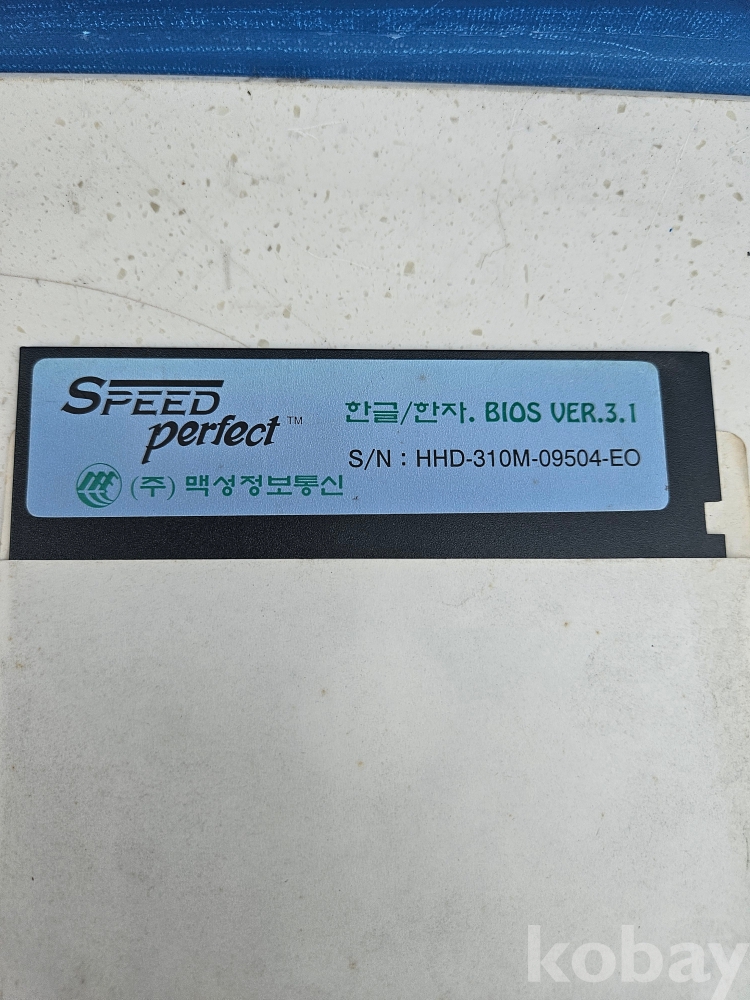 SPEED
perfect™
한글/한자. BIOS VER.3.1
S/N : HHD-310M-09504-EO
(주) 맥성정보통신
kobay